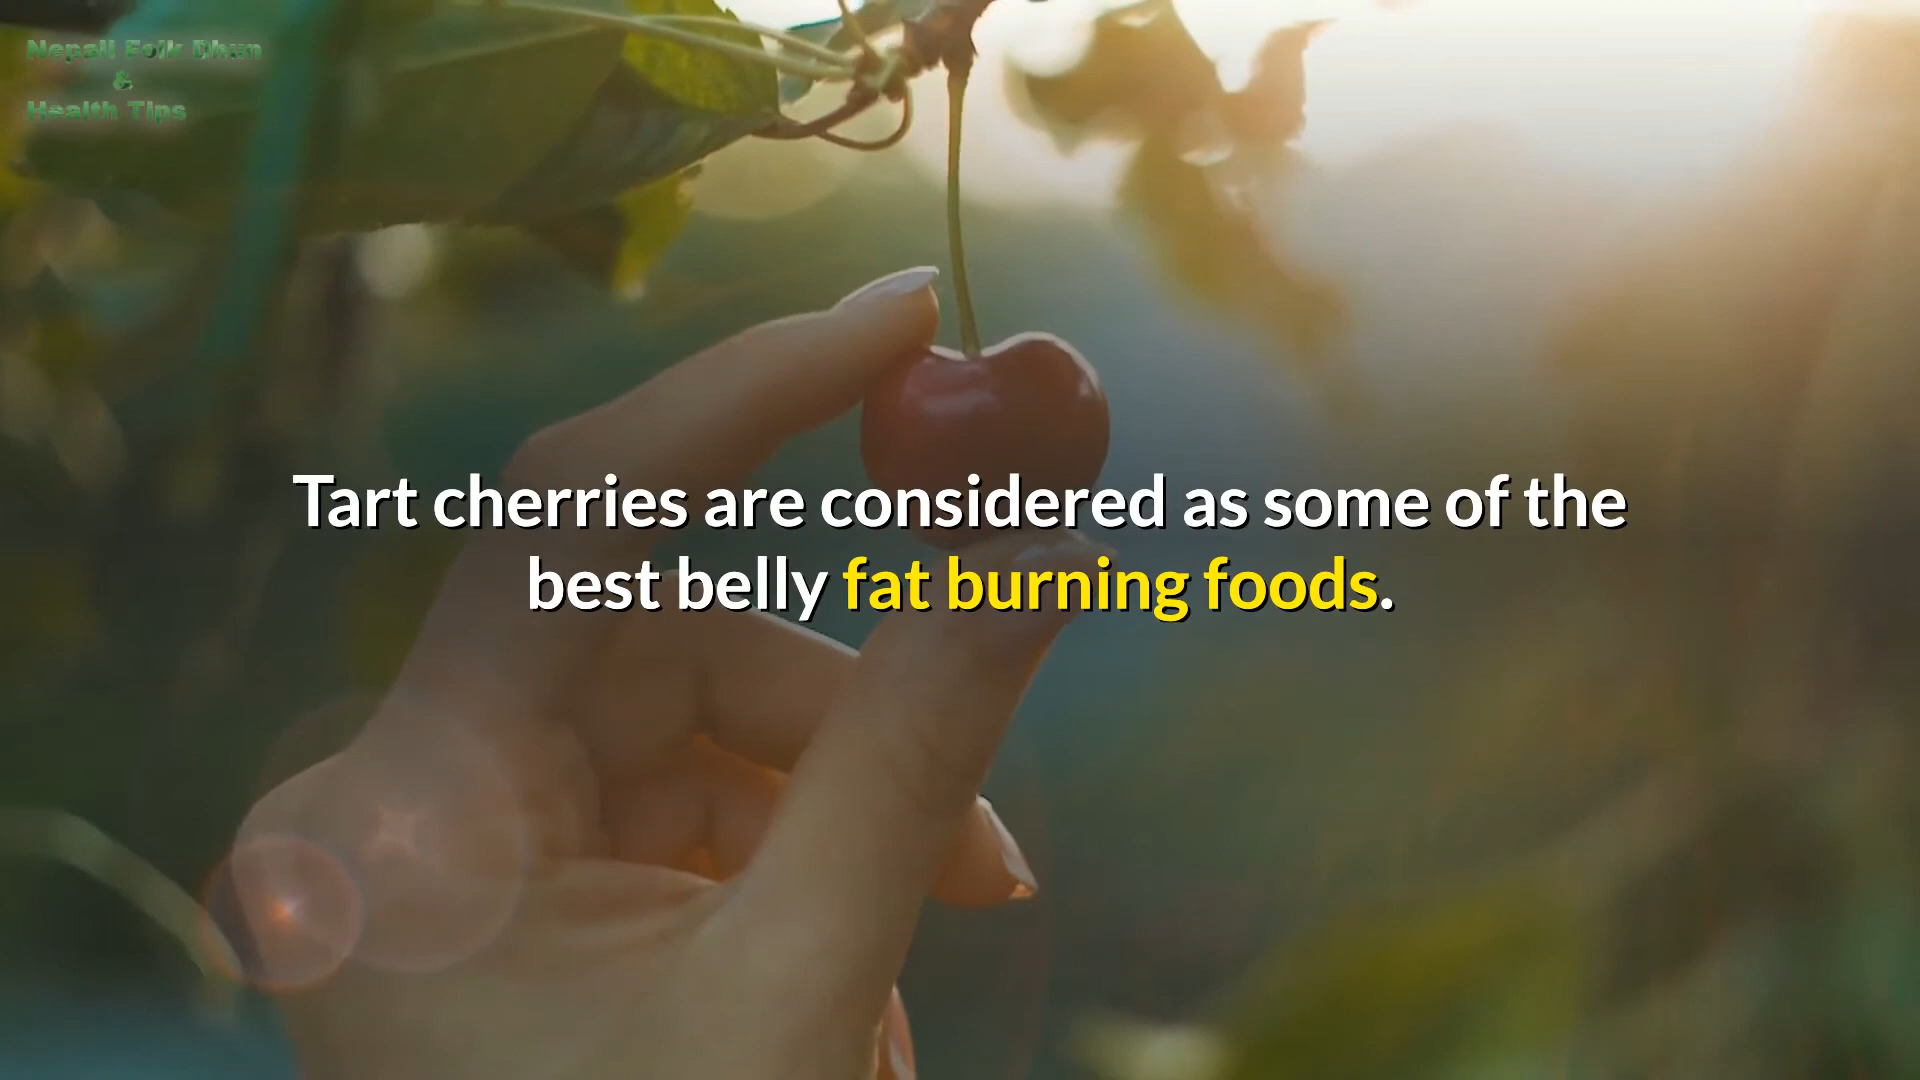 Nepali Folk Dhun
&
Health Tips
Tart cherries are considered as some of the
best belly fat burning foods.